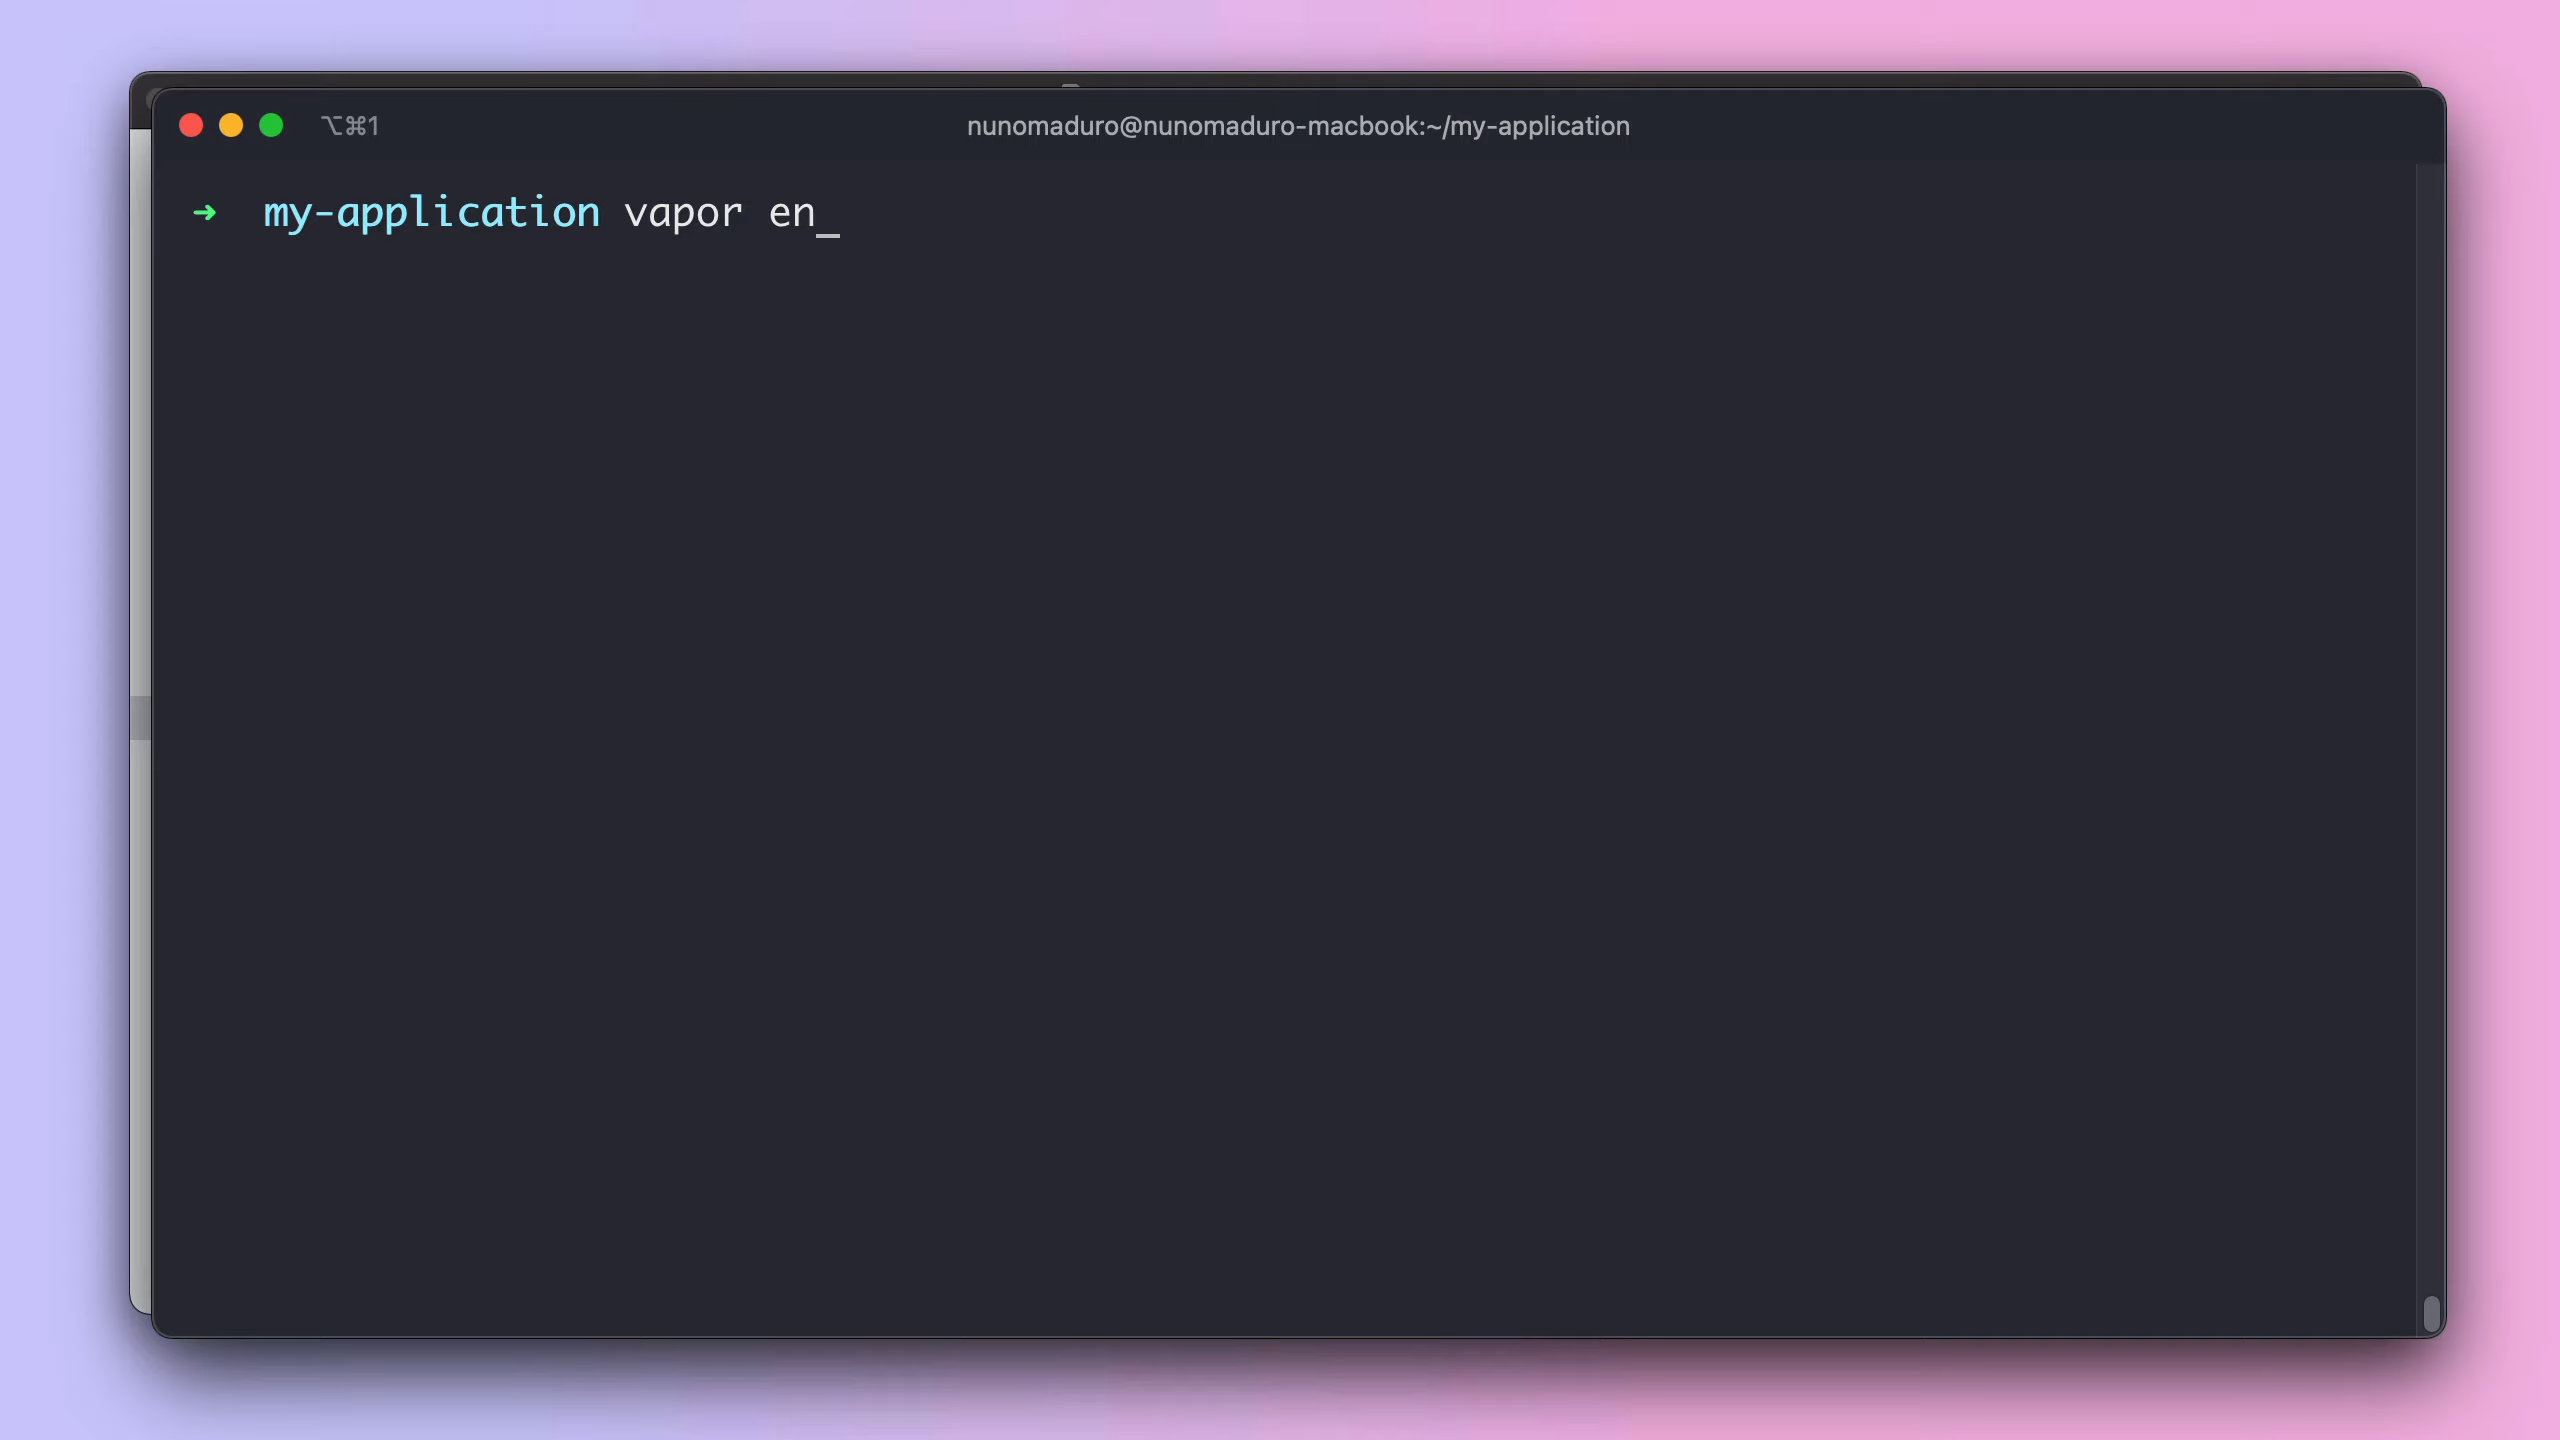 ⌥⌘1
nunomaduro@nunomaduro-macbook:~/my-application
➜ my-application vapor en_